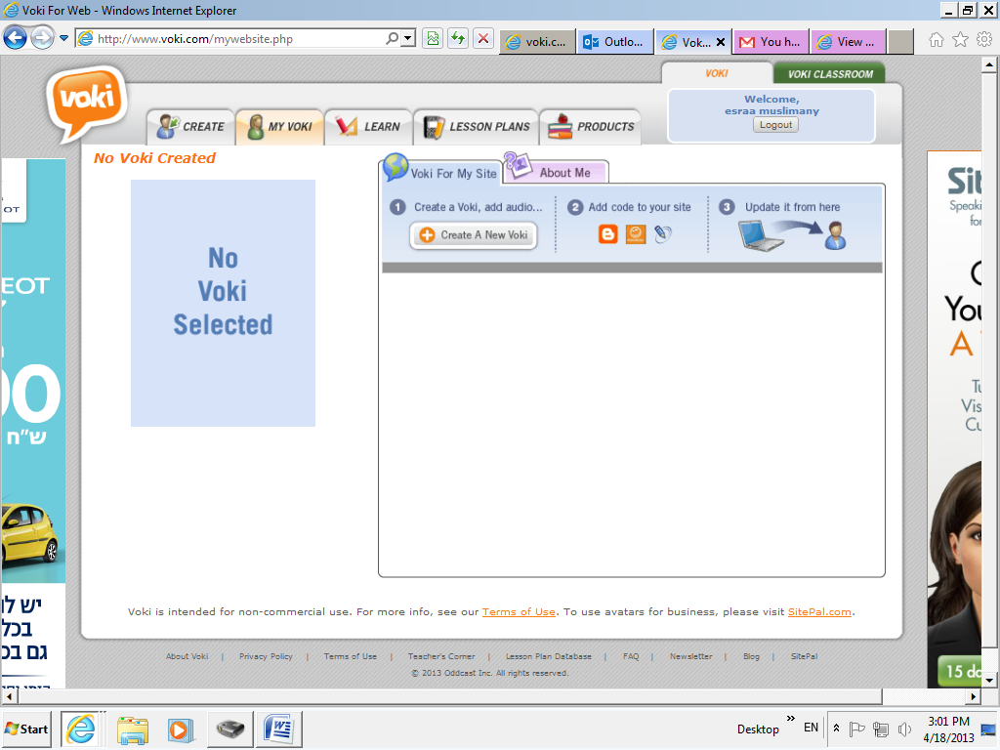 Voki For Web - Windows Internet Explorer
http://www.voki.com/mywebsite.php
voki.c...
Outlo...
Vok...
You h...
View ...
VOKI
VOKI CLASSROOM
voki
CREATE
MY VOKI
LEARN
LESSON PLANS
PRODUCTS
Welcome,
esraa muslimany
Logout
No Voki Created
No
Voki
Selected
Voki For My Site
About Me
1 Create a Voki, add audio...
Create A New Voki
2 Add code to your site
3 Update it from here
ש"ח
יש לו
בכל
גם בכ
Sit
Speaki
for
You
A
Tu
Vis
Cu
15 da
Voki is intended for non-commercial use. For more info, see our Terms of Use. To use avatars for business, please visit SitePal.com.
About Voki | Privacy Policy | Terms of Use | Teacher's Corner | Lesson Plan Database | FAQ | Newsletter | Blog | SitePal
© 2013 Oddcast Inc. All rights reserved.
Start
Desktop
EN
3:01 PM
4/18/2013